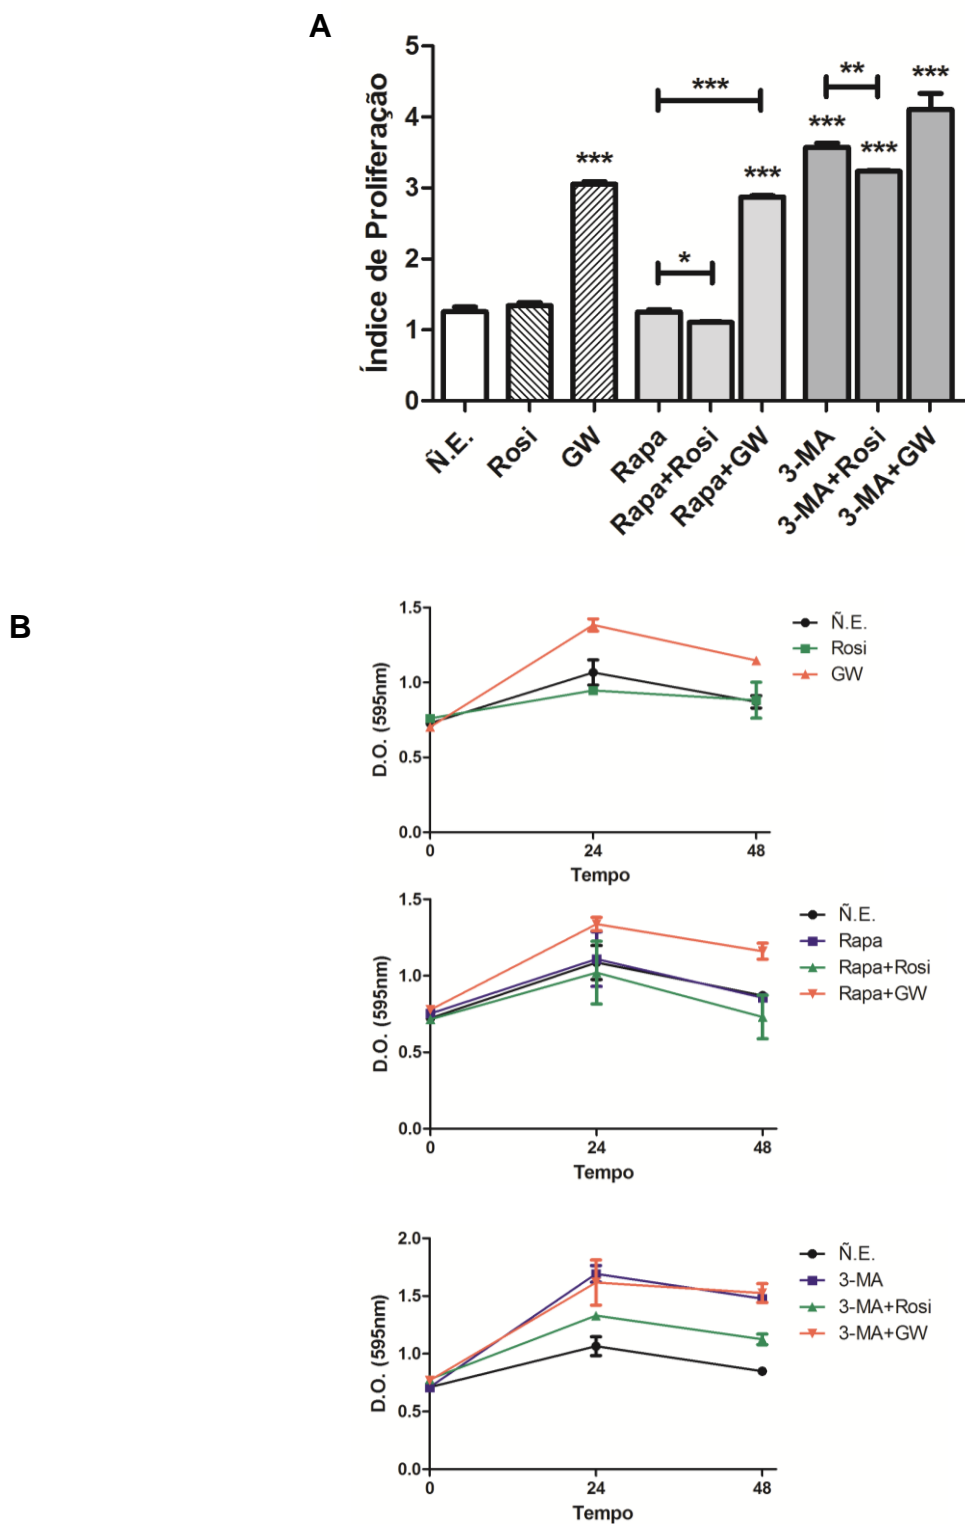 A
Índice de Proliferação
5
4
3
2
1
0
***
*
***
***
***
**
***
***
Ñ.E.
Rosi
GW
Rapa
Rapa+Rosi
Rapa+GW
3-MA
3-MA+Rosi
3-MA+GW
B
D.O. (595nm)
1.5
1.0
0.5
0.0
0
24
48
Tempo
Ñ.E.
Rosi
GW
D.O. (595nm)
1.5
1.0
0.5
0.0
0
24
48
Tempo
Ñ.E.
Rapa
Rapa+Rosi
Rapa+GW
D.O. (595nm)
2.0
1.5
1.0
0.5
0.0
0
24
48
Tempo
Ñ.E.
3-MA
3-MA+Rosi
3-MA+GW